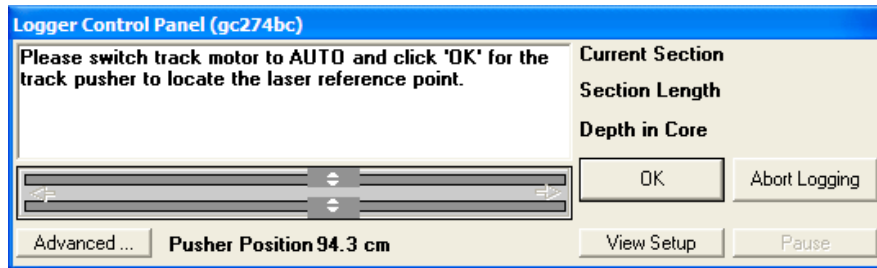 Logger Control Panel (gc274bc)
Please switch track motor to AUTO and click 'OK' for the
track pusher to locate the laser reference point.
Current Section
Section Length
Depth in Core
OK
Abort Logging
Advanced ...
Pusher Position 94.3 cm
View Setup
Pause